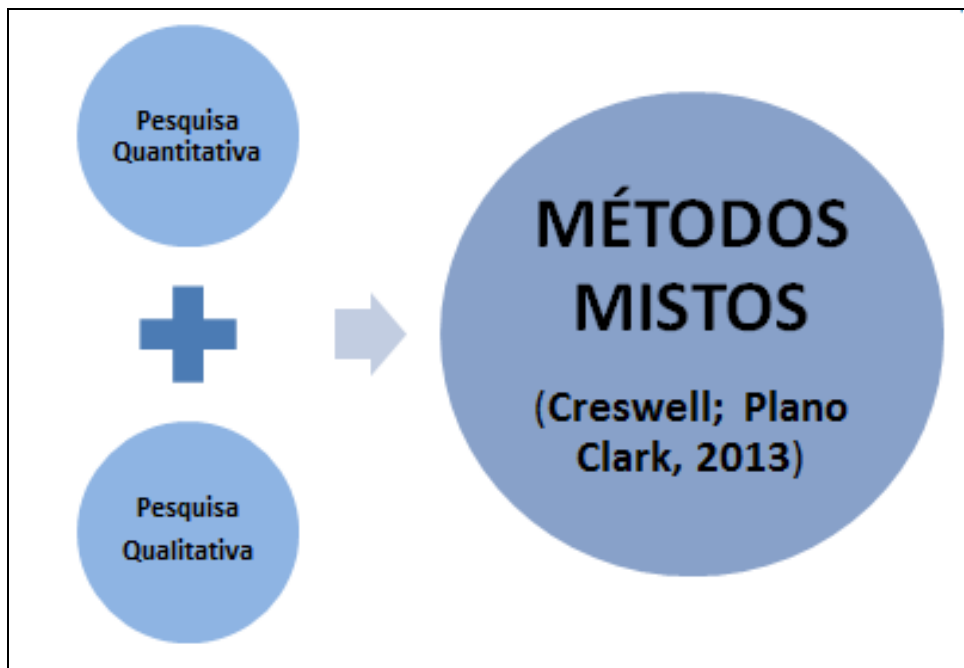 Pesquisa
Quantitativa
Pesquisa
Qualitativa
MÉTODOS
MISTOS
(Creswell; Plano
Clark, 2013)